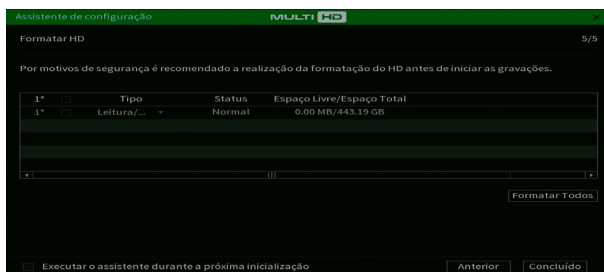 Assistente de configuração MULTI HD
Formatar HD 5/5
Por motivos de segurança é recomendado a realização da formatação do HD antes de iniciar as gravações.
1* Tipo Status Espaço Livre/Espaço Total
1* Leitura/... Normal 0.00 MB/443.19 GB
Formatar Todos
Executar o assistente durante a próxima inicialização Anterior Concluído